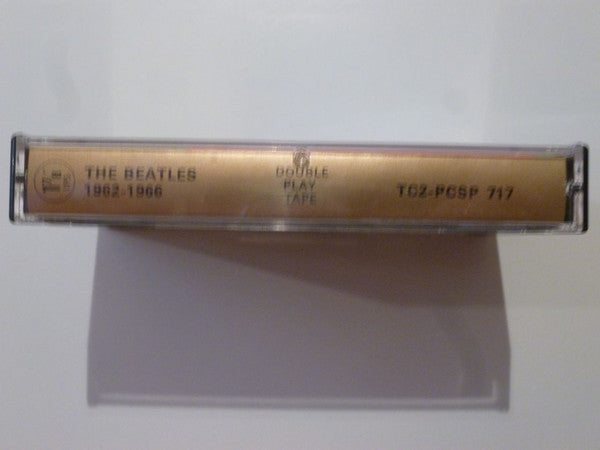 THE BEATLES
1962-1966
DOUBLE
PLAY
TAPE
TC2-PCSP 717